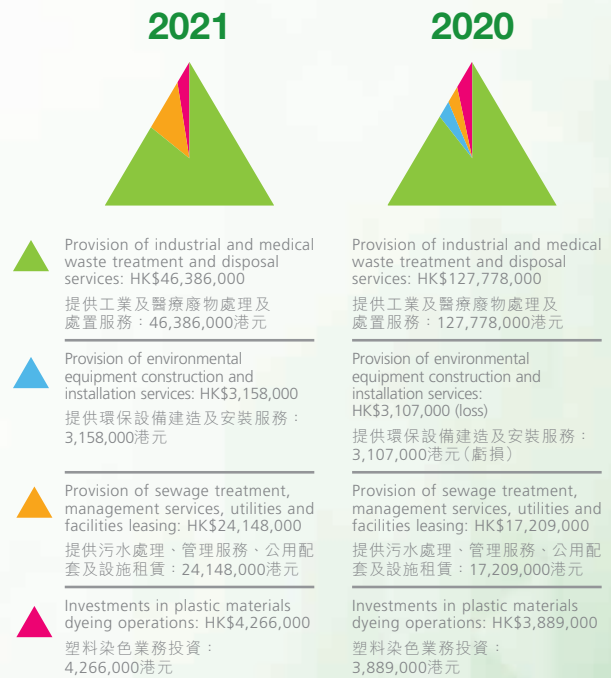 2021
2020
Provision of industrial and medical
waste treatment and disposal
services: HK$46,386,000
提供工業及醫療廢物處理及
處置服務：46,386,000港元
Provision of industrial and medical
waste treatment and disposal
services: HK$127,778,000
提供工業及醫療廢物處理及
處置服務：127,778,000港元
Provision of environmental
equipment construction and
installation services: HK$3,158,000
提供環保設備建造及安裝服務：
3,158,000港元
Provision of environmental
equipment construction and
installation services:
HK$3,107,000 (loss)
提供環保設備建造及安裝服務：
3,107,000港元（虧損）
Provision of sewage treatment,
management services, utilities and
facilities leasing: HK$24,148,000
提供污水處理、管理服務、公用配
套及設施租賃：24,148,000港元
Provision of sewage treatment,
management services, utilities and
facilities leasing: HK$17,209,000
提供污水處理、管理服務、公用配
套及設施租賃：17,209,000港元
Investments in plastic materials
dyeing operations: HK$4,266,000
塑料染色業務投資：
4,266,000港元
Investments in plastic materials
dyeing operations: HK$3,889,000
塑料染色業務投資：
3,889,000港元